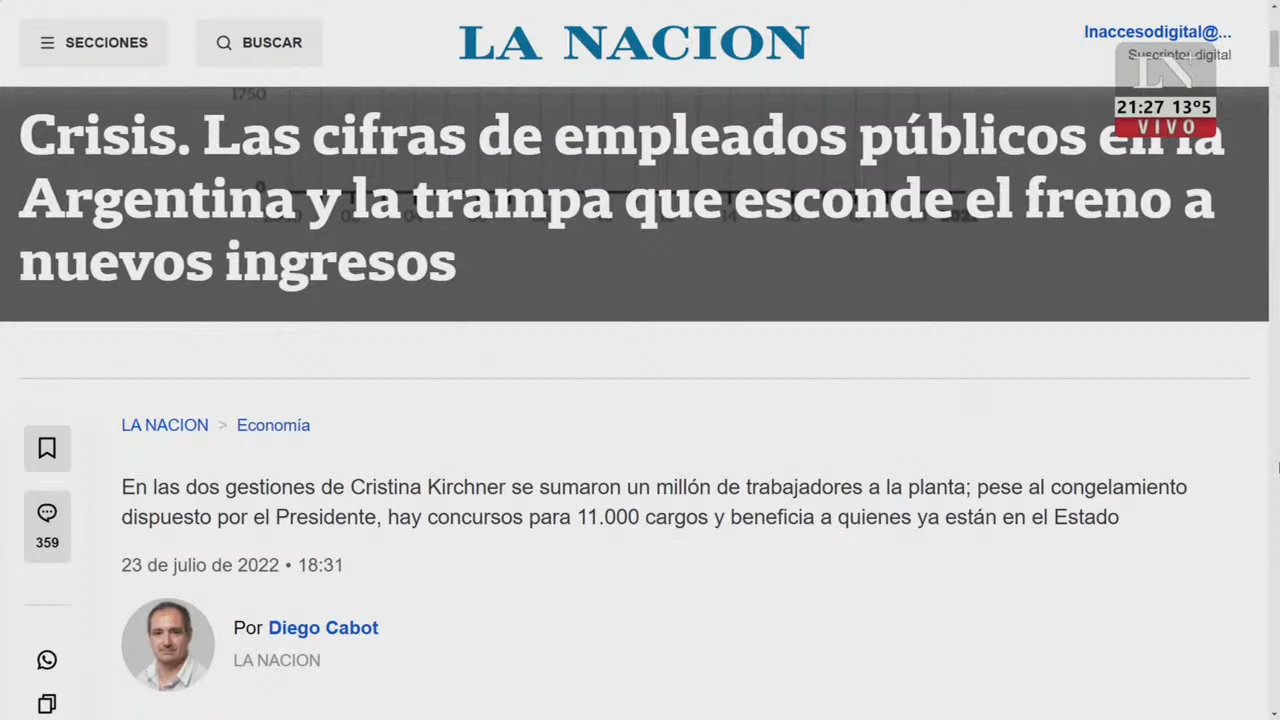 SECCIONES
BUSCAR
LA NACION
lnaccesodigital@...
Suscriptor digital
LN+
21:27 13º5
VIVO
1750
Crisis. Las cifras de empleados públicos en la
Argentina y la trampa que esconde el freno a
nuevos ingresos
LA NACION > Economía
En las dos gestiones de Cristina Kirchner se sumaron un millón de trabajadores a la planta; pese al congelamiento
dispuesto por el Presidente, hay concursos para 11.000 cargos y beneficia a quienes ya están en el Estado
359
23 de julio de 2022 • 18:31
Por Diego Cabot
LA NACION